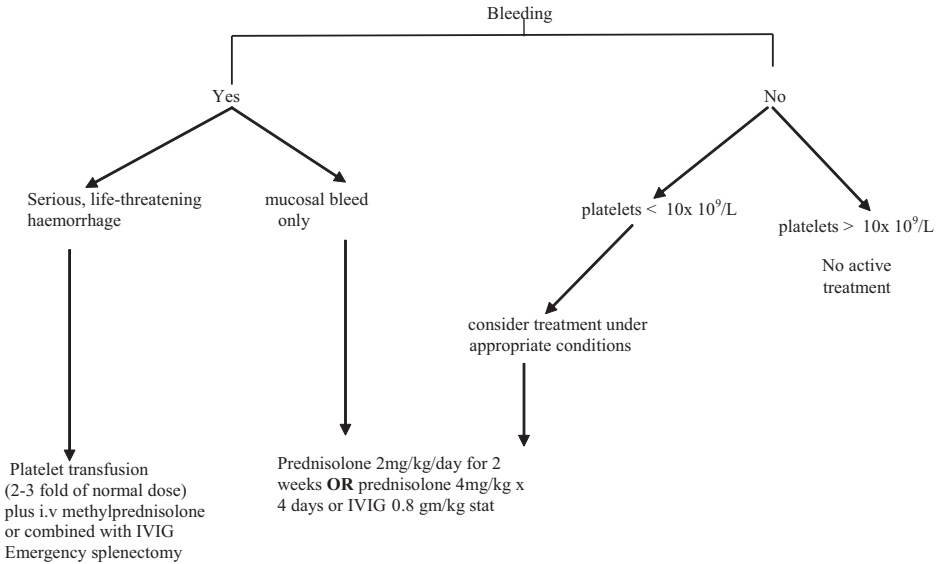 Bleeding
Yes
No
Serious, life-threatening
haemorrhage
mucosal bleed
only
platelets < 10x 10⁹/L
platelets > 10x 10⁹/L
No active
treatment
consider treatment under
appropriate conditions
Platelet transfusion
(2-3 fold of normal dose)
plus i.v methylprednisolone
or combined with IVIG
Emergency splenectomy
Prednisolone 2mg/kg/day for 2
weeks OR prednisolone 4mg/kg x
4 days or IVIG 0.8 gm/kg stat